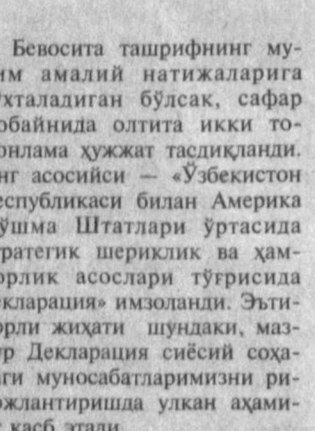 Бевосита ташрифнинг му-
им амалий натижаларига
хталадиган бўлсак, сафар
обайнида олтита икки то-
онлама ҳужжат тасдиқланди.
нг асосийси — «Ўзбекистон
еспубликаси билан Америка
ўшма Штатлари ўртасида
ратегик шериклик ва ҳам-
орлик асослари тўғрисида
екларация» имзоланди. Эъти-
орли жиҳати шундаки, маз-
ур Декларация сиёсий соҳа-
аги муносабатларимизни ри-
ожлантиришда улкан аҳами-
касб этади.